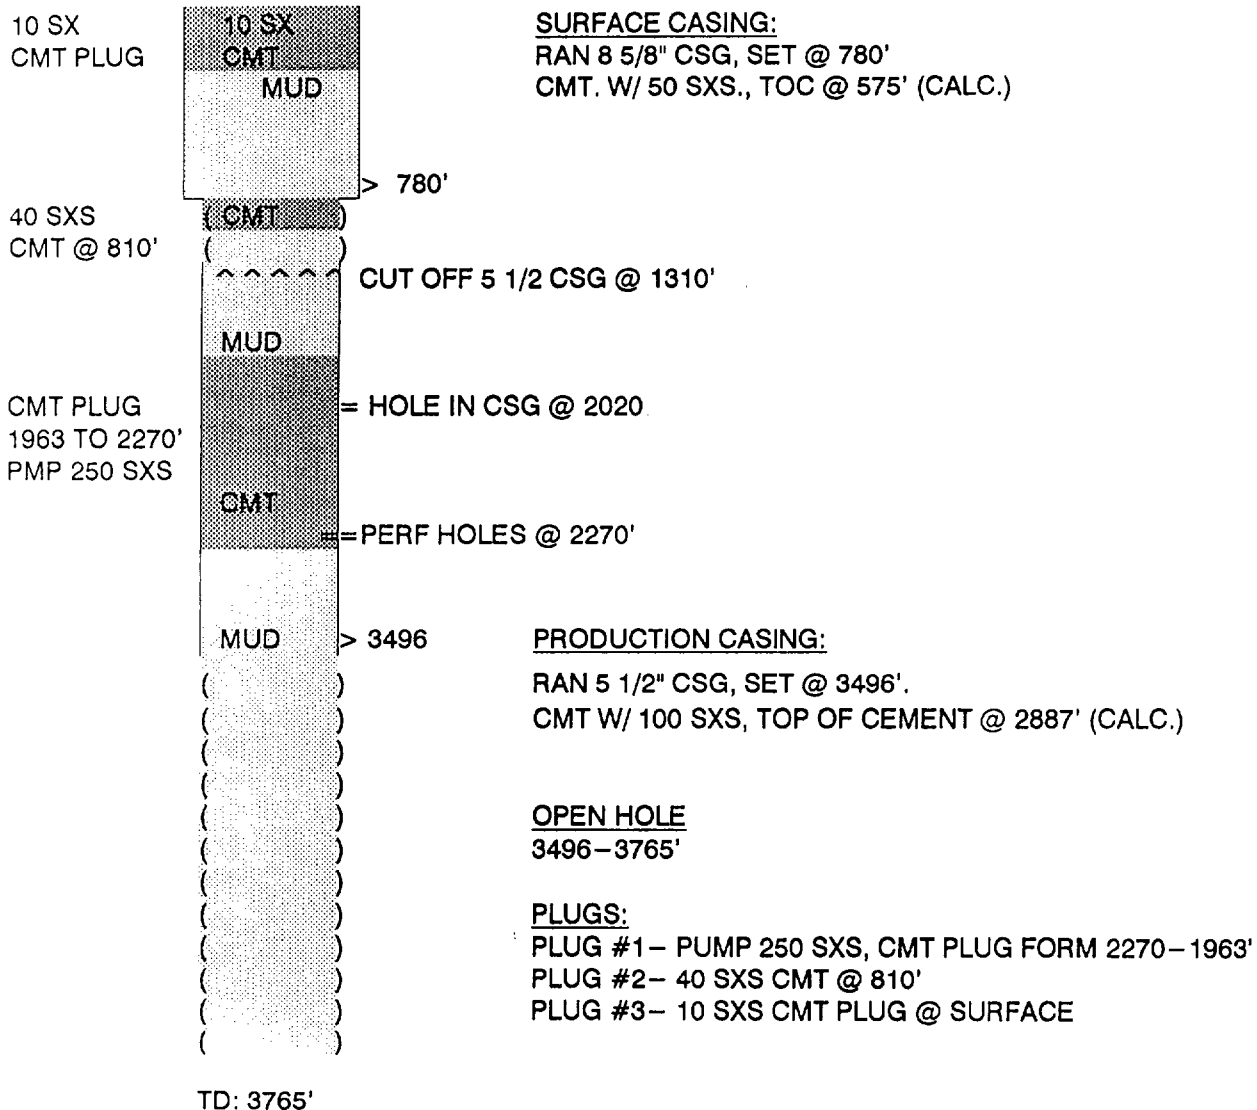 10 SX
CMT PLUG
10 SX
CMT
MUD
SURFACE CASING:
RAN 8 5/8" CSG, SET @ 780'
CMT. W/ 50 SXS., TOC @ 575' (CALC.)
> 780'
40 SXS
CMT @ 810'
( CMT )
( )
^ ^ ^ ^ ^ CUT OFF 5 1/2 CSG @ 1310'
MUD
CMT PLUG
1963 TO 2270'
PMP 250 SXS
= HOLE IN CSG @ 2020
CMT
==PERF HOLES @ 2270'
MUD > 3496
PRODUCTION CASING:
RAN 5 1/2" CSG, SET @ 3496'.
CMT W/ 100 SXS, TOP OF CEMENT @ 2887' (CALC.)
( )
( )
( )
( )
( )
( )
( )
( )
( )
( )
( )
( )
OPEN HOLE
3496–3765'
PLUGS:
PLUG #1– PUMP 250 SXS, CMT PLUG FORM 2270–1963'
PLUG #2– 40 SXS CMT @ 810'
PLUG #3– 10 SXS CMT PLUG @ SURFACE
TD: 3765'